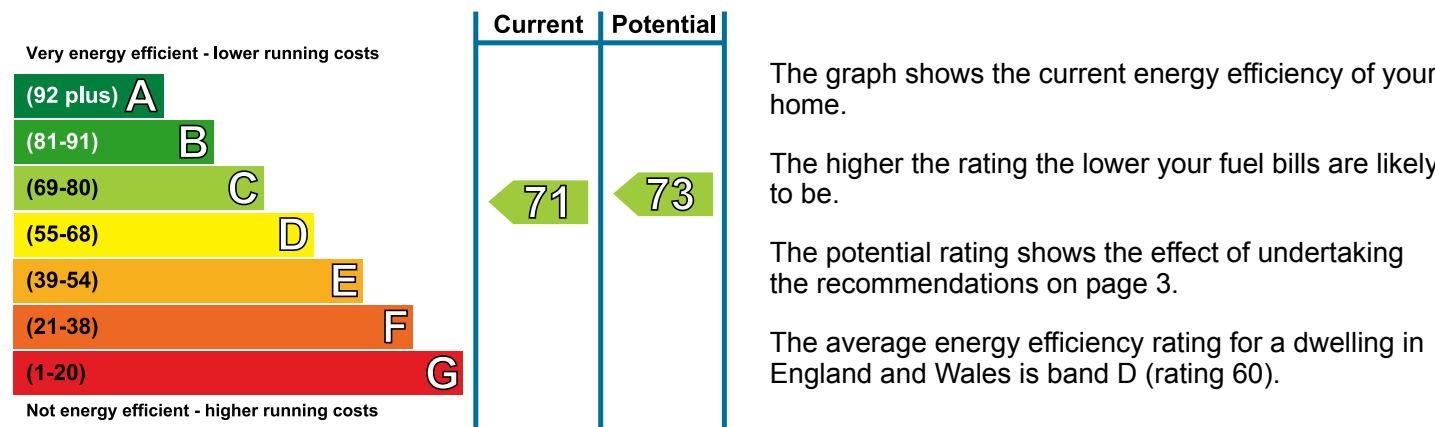 Current Potential
Very energy efficient - lower running costs
(92 plus) A
(81-91) B
(69-80) C
(55-68) D
(39-54) E
(21-38) F
(1-20) G
Not energy efficient - higher running costs
71 73
The graph shows the current energy efficiency of your
home.
The higher the rating the lower your fuel bills are likely
to be.
The potential rating shows the effect of undertaking
the recommendations on page 3.
The average energy efficiency rating for a dwelling in
England and Wales is band D (rating 60).